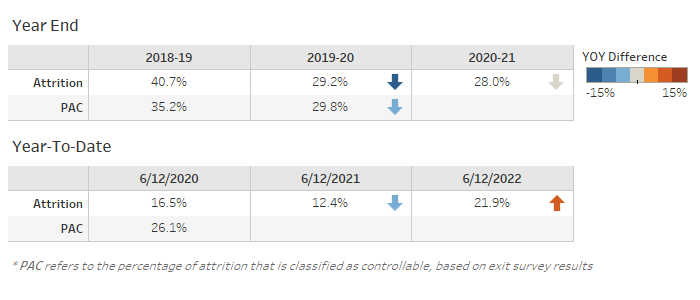 Year End
2018-19 2019-20 2020-21
Attrition 40.7% 29.2% 28.0%
PAC 35.2% 29.8%
YOY Difference
-15% 15%
Year-To-Date
6/12/2020 6/12/2021 6/12/2022
Attrition 16.5% 12.4% 21.9%
PAC 26.1%
* PAC refers to the percentage of attrition that is classified as controllable, based on exit survey results